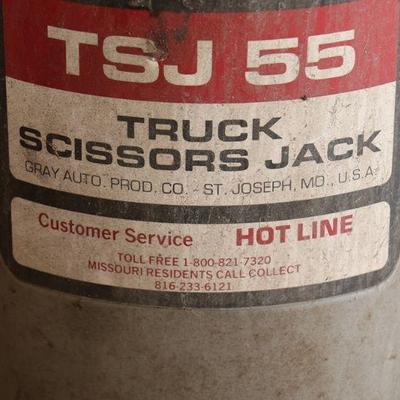 TSJ 55
TRUCK
SCISSORS JACK
GRAY AUTO. PROD. CO. - ST. JOSEPH, MO., U.S.A.
Customer Service HOT LINE
TOLL FREE 1-800-821-7320
MISSOURI RESIDENTS CALL COLLECT
816-233-6121